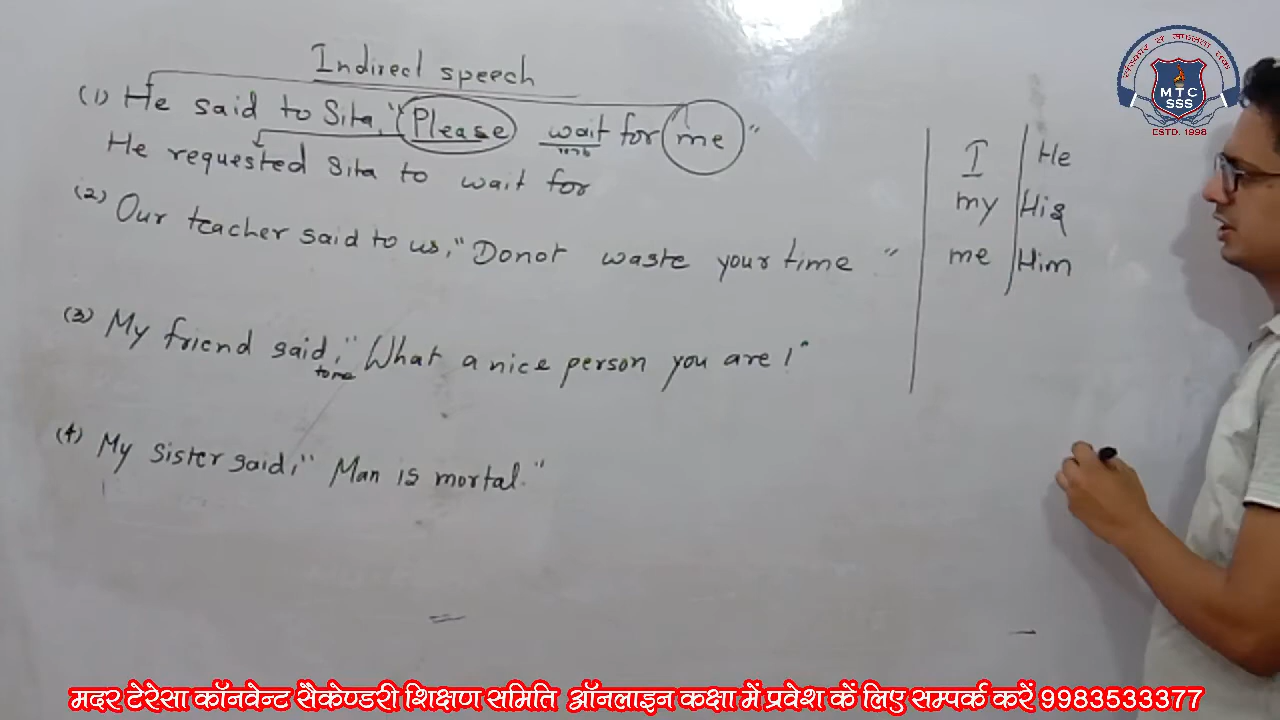 Indirect speech
(1) He said to Sita, "Please wait for me"
He requested Sita to wait for
(2) Our teacher said to us, "Donot waste your time"
(3) My friend said, "What a nice person you are!"
to me
(4) My sister said, "Man is mortal."
I He
my His
me Him
MTC
SSS
ESTD. 1998
मदर टेरेसा कॉनवेन्ट सैकेण्डरी शिक्षण समिति ऑनलाइन कक्षा में प्रवेश कें लिए सम्पर्क करें 9983533377